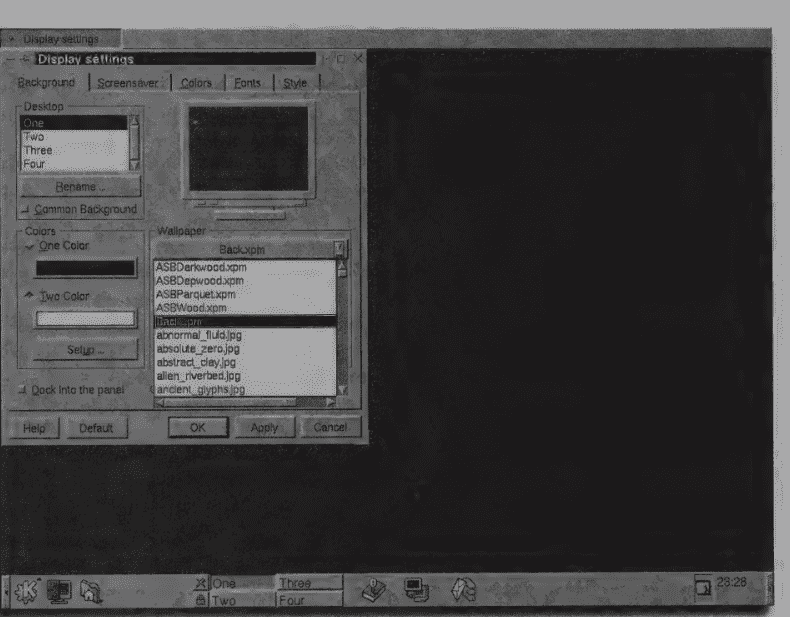 Display settings
Display settings
Background Screensaver Colors Fonts Style
Desktop
One
Two
Three
Four
Rename ...
Common Background
Colors
One Color
Two Color
Setup ...
Dock into the panel
Wallpaper
Back.xpm
ASBDarkwood.xpm
ASBDepwood.xpm
ASBParquet.xpm
ASBWood.xpm
Back.xpm
abnormal_fluid.jpg
absolute_zero.jpg
abstract_clay.jpg
alien_riverbed.jpg
ancient_glyphs.jpg
Help Default OK Apply Cancel
One Three
Two Four
23:28